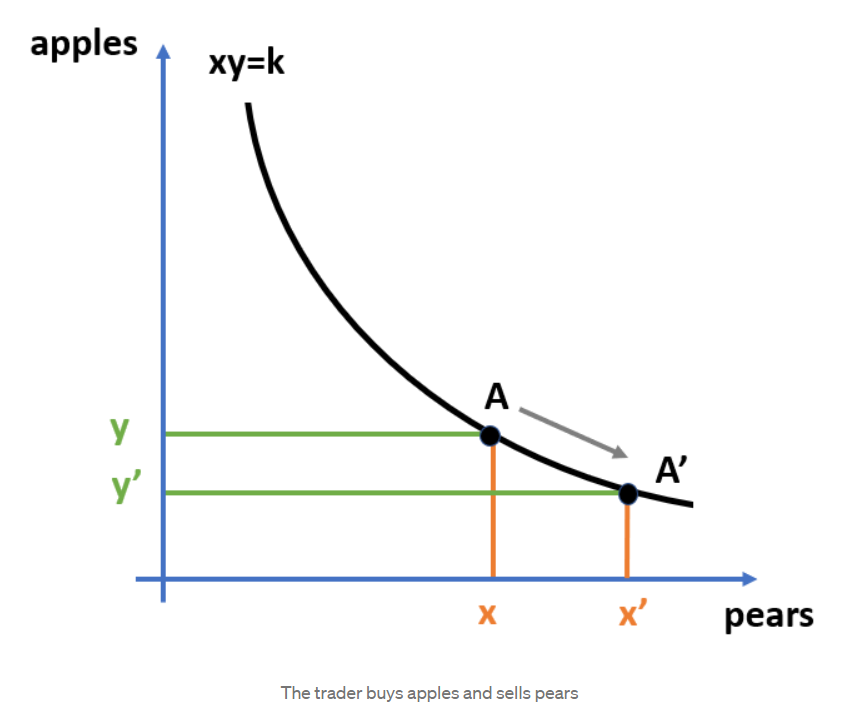 apples
xy=k
A
A’
y
y’
x
x’
pears
The trader buys apples and sells pears